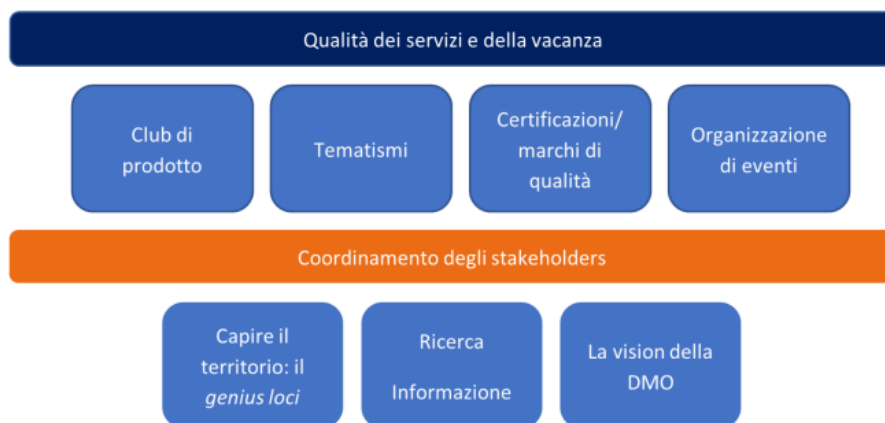 Qualità dei servizi e della vacanza
Club di
prodotto
Tematismi
Certificazioni/
marchi di
qualità
Organizzazione
di eventi
Coordinamento degli stakeholders
Capire il
territorio: il
genius loci
Ricerca
Informazione
La vision della
DMO